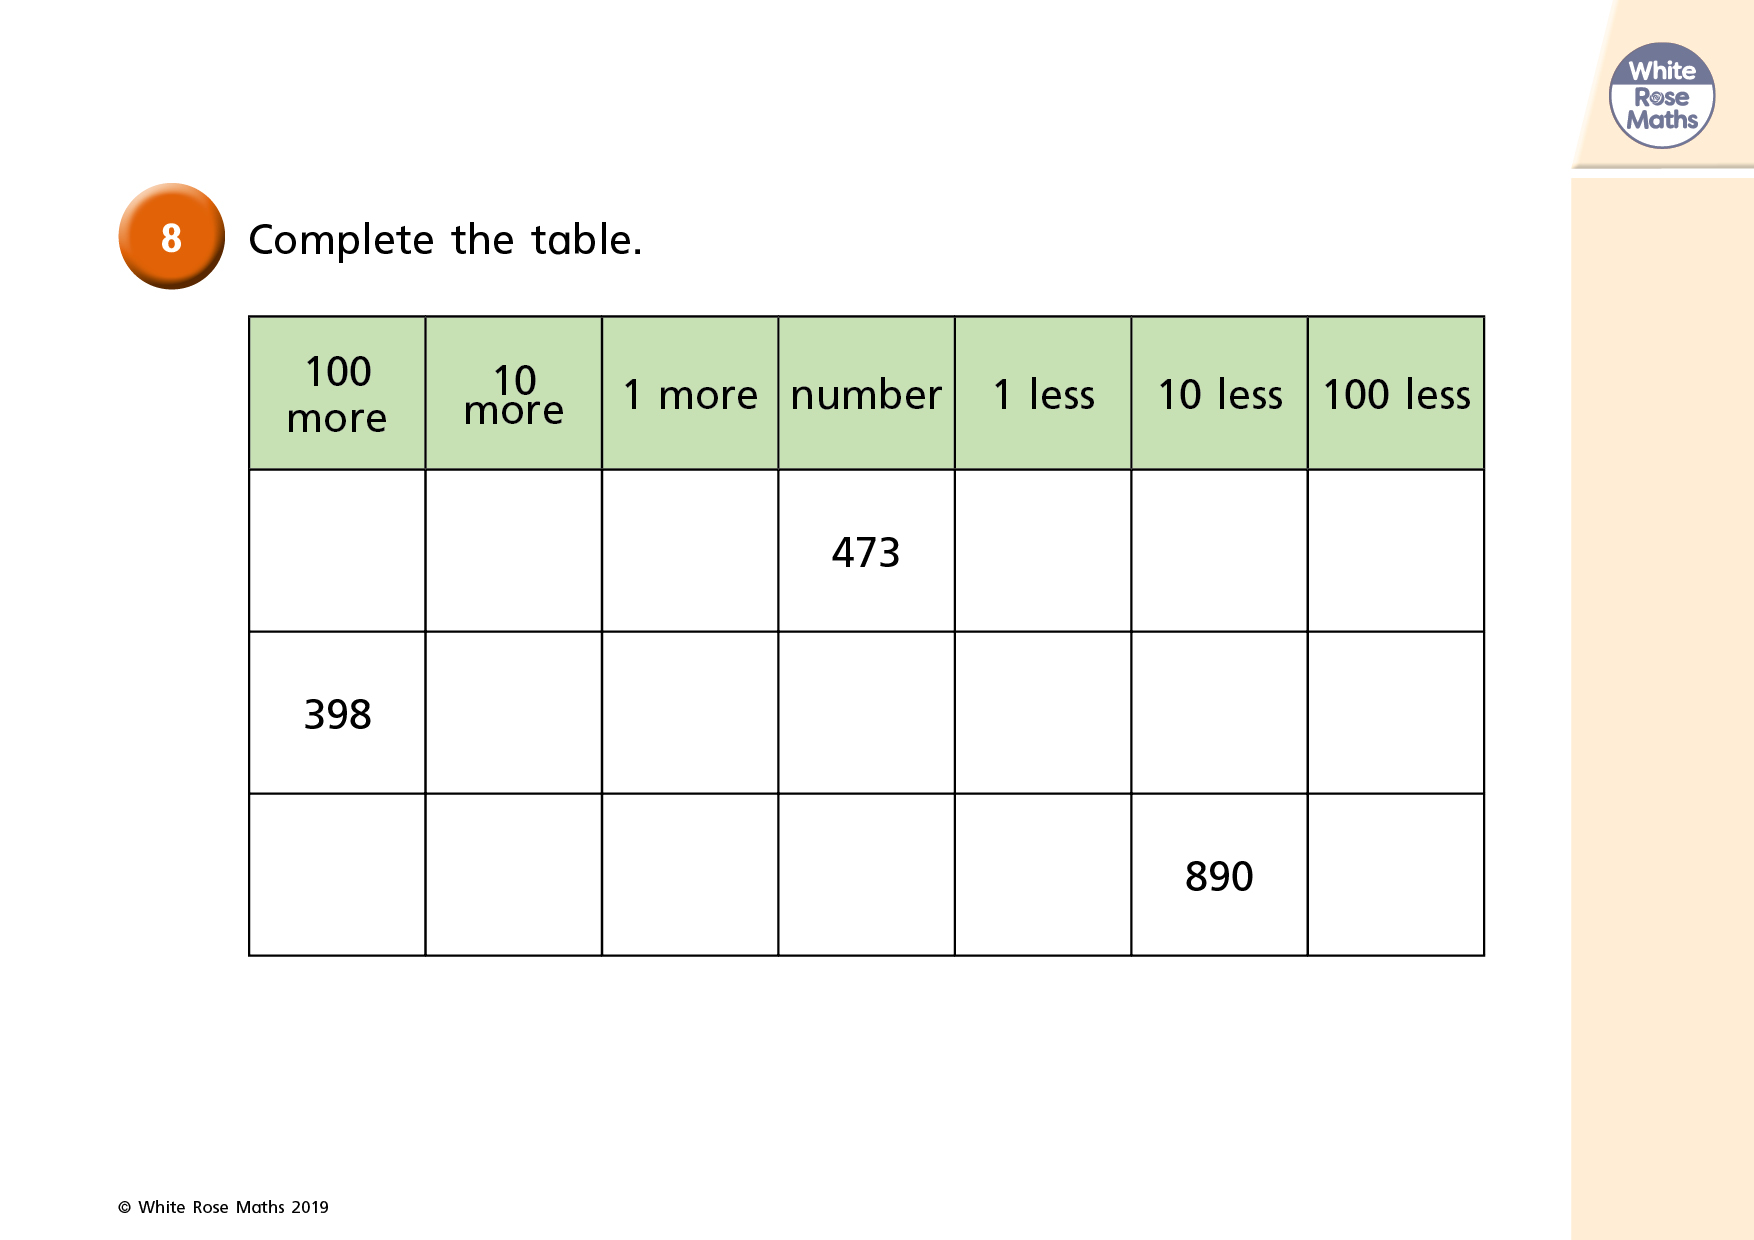 White
Rose
Maths
8 Complete the table.
100 more 10 more 1 more number 1 less 10 less 100 less
473
398
890
© White Rose Maths 2019